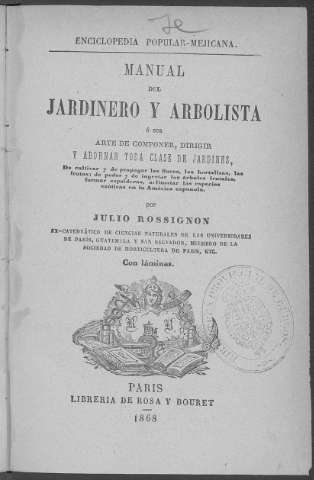 ENCICLOPEDIA POPULAR-MEJICANA.
MANUAL
DEL
JARDINERO Y ARBOLISTA
ó sea
ARTE DE COMPONER, DIRIGIR
Y ADORNAR TODA CLASE DE JARDINES,
De cultivar y de propagar las flores, las hortalizas, los
frutos; de podar y de ingertar los árboles frutales,
formar espaldares, aclimatar las especies
exóticas en la América española.
por
JULIO ROSSIGNON
EX-CATEDRÁTICO DE CIENCIAS NATURALES EN LAS UNIVERSIDADES
DE PARÍS, GUATEMALA Y SAN SALVADOR, MIEMBRO DE LA
SOCIEDAD DE HORTICULTURA DE PARIS, ETC.
Con láminas.
PARIS
LIBRERIA DE ROSA Y BOURET
1868